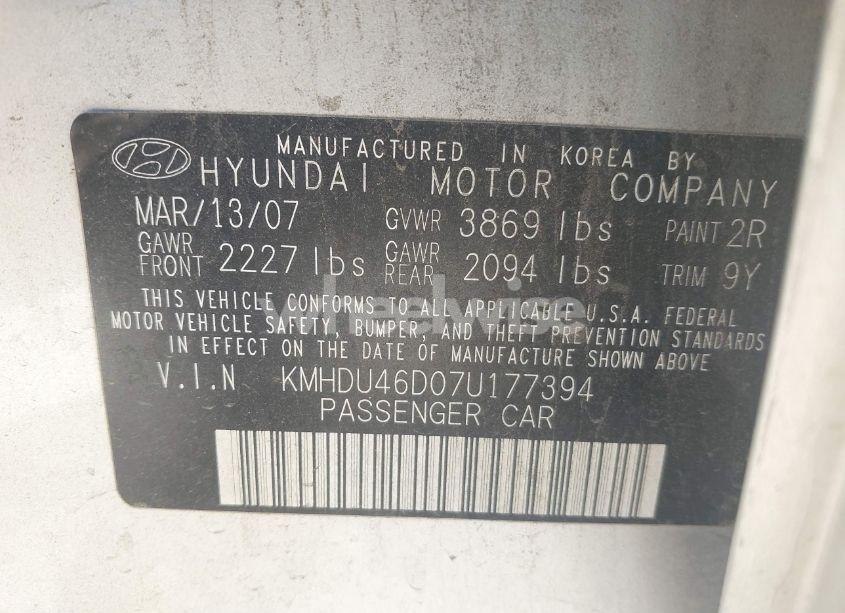 MANUFACTURED IN KOREA BY
HYUNDAI MOTOR COMPANY
MAR/13/07 GVWR 3869 lbs PAINT 2R
GAWR FRONT 2227 lbs GAWR REAR 2094 lbs TRIM 9Y
THIS VEHICLE CONFORMS TO ALL APPLICABLE U.S.A. FEDERAL
MOTOR VEHICLE SAFETY, BUMPER, AND THEFT PREVENTION STANDARDS
IN EFFECT ON THE DATE OF MANUFACTURE SHOWN ABOVE
V.I.N KMHDU46D07U177394
PASSENGER CAR
wheelwise